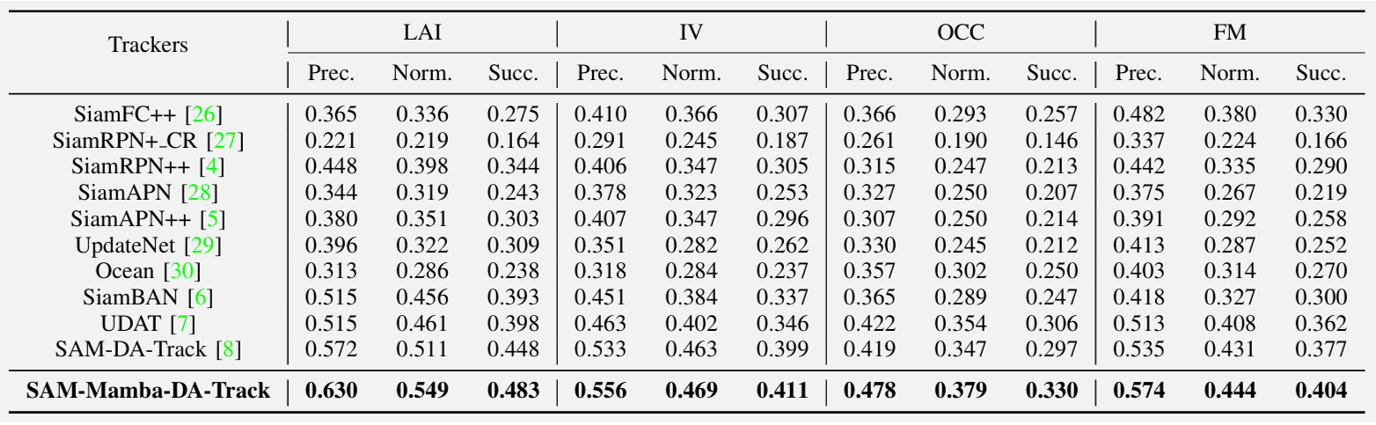 Trackers LAI IV OCC FM
Prec. Norm. Succ. Prec. Norm. Succ. Prec. Norm. Succ. Prec. Norm. Succ.
SiamFC++ [26] 0.365 0.336 0.275 0.410 0.366 0.307 0.366 0.293 0.257 0.482 0.380 0.330
SiamRPN+_CR [27] 0.221 0.219 0.164 0.291 0.245 0.187 0.261 0.190 0.146 0.337 0.224 0.166
SiamRPN++ [4] 0.448 0.398 0.344 0.406 0.347 0.305 0.315 0.247 0.213 0.442 0.335 0.290
SiamAPN [28] 0.344 0.319 0.243 0.378 0.323 0.253 0.327 0.250 0.207 0.375 0.267 0.219
SiamAPN++ [5] 0.380 0.351 0.303 0.407 0.347 0.296 0.307 0.250 0.214 0.391 0.292 0.258
UpdateNet [29] 0.396 0.322 0.309 0.351 0.282 0.262 0.330 0.245 0.212 0.413 0.287 0.252
Ocean [30] 0.313 0.286 0.238 0.318 0.284 0.237 0.357 0.302 0.250 0.403 0.314 0.270
SiamBAN [6] 0.515 0.456 0.393 0.451 0.384 0.337 0.365 0.289 0.247 0.418 0.327 0.300
UDAT [7] 0.515 0.461 0.398 0.463 0.402 0.346 0.422 0.354 0.306 0.513 0.408 0.362
SAM-DA-Track [8] 0.572 0.511 0.448 0.533 0.463 0.399 0.419 0.347 0.297 0.535 0.431 0.377
SAM-Mamba-DA-Track 0.630 0.549 0.483 0.556 0.469 0.411 0.478 0.379 0.330 0.574 0.444 0.404